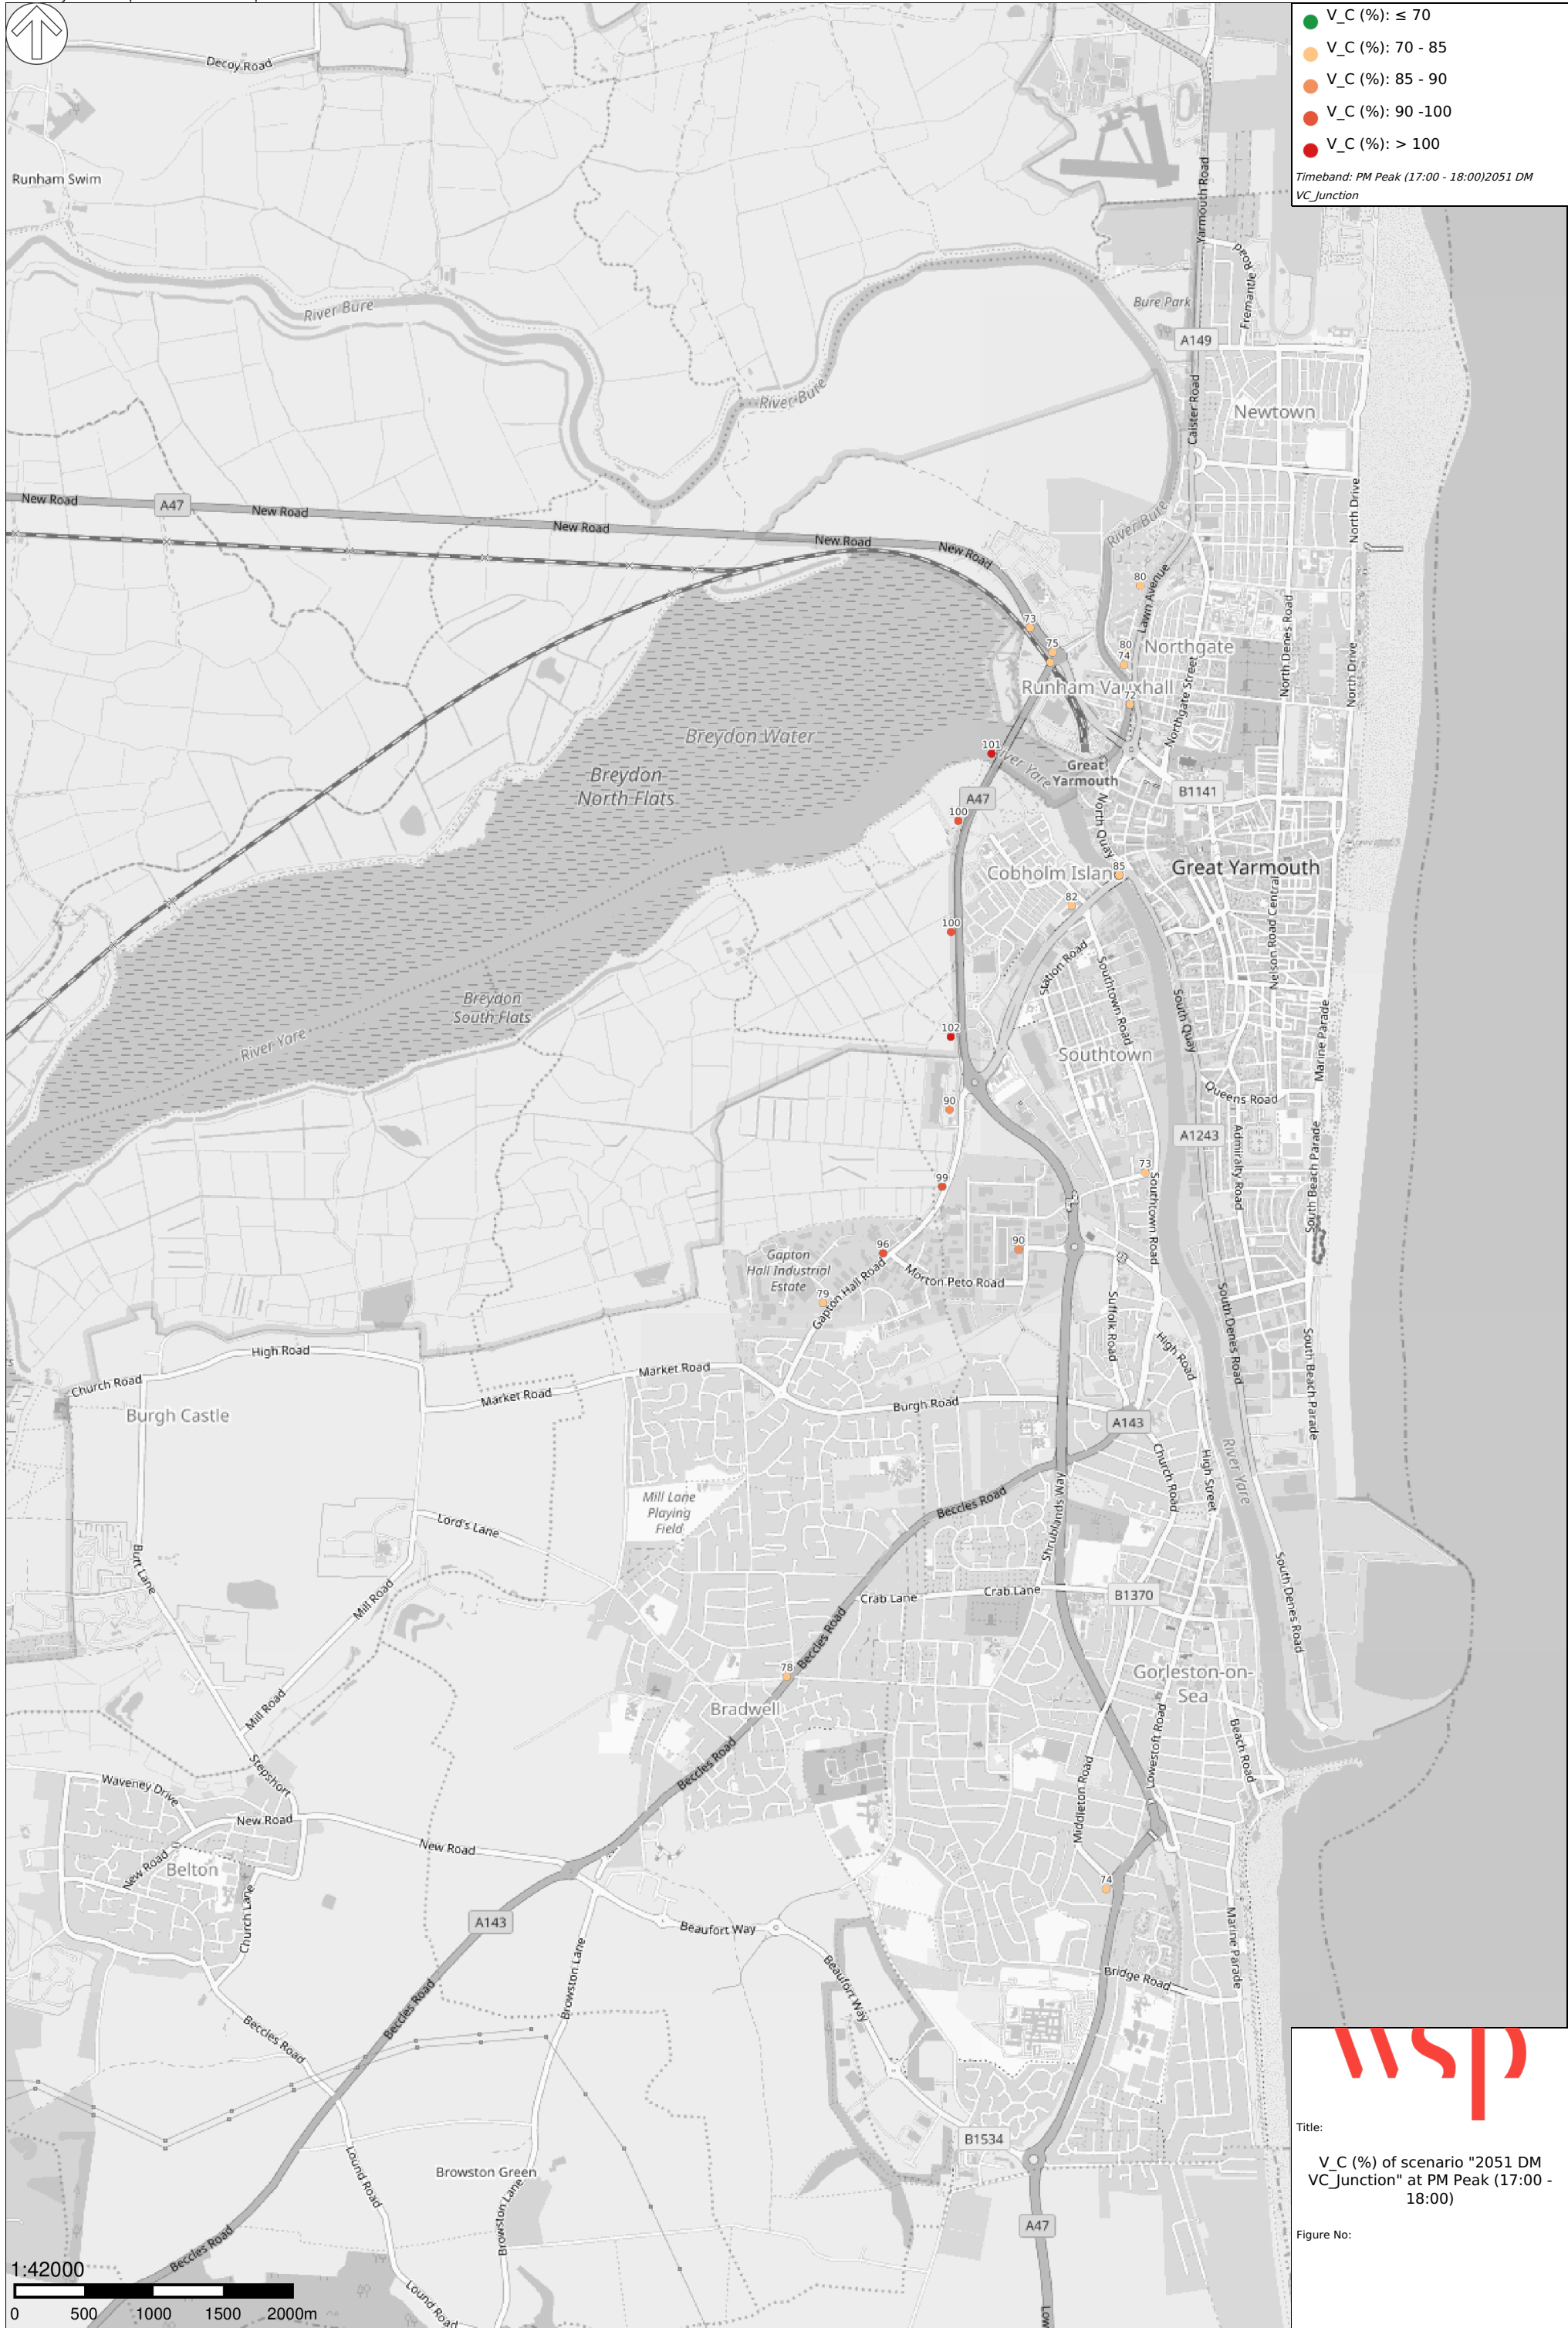 V_C (%): ≤ 70
V_C (%): 70 - 85
V_C (%): 85 - 90
V_C (%): 90 -100
V_C (%): > 100
Timeband: PM Peak (17:00 - 18:00)2051 DM
VC_Junction
Decoy Road
Runham Swim
Yarmouth Road
Fremantle Road
River Bure
Bure Park
A149
River Bure
Caister Road
Newtown
New Road
A47
New Road
New Road
New Road
New Road
North Drive
River Bure
80
Lawn Avenue
73
75
80
74
Northgate
North Denes Road
North Drive
Runham Vauxhall
72
Northgate Street
Breydon Water
101
River Yare
Great
Yarmouth
Breydon
North Flats
A47
B1141
100
North Quay
85
Cobholm Island
Great Yarmouth
82
100
Nelson Road Central
Station Road
Southtown Road
South Quay
Breydon
South Flats
102
River Yare
Southtown
Marine Parade
Queens Road
90
A1243
Admiralty Road
South Beach Parade
73
99
Southtown Road
96
90
Gapton
Hall Industrial
Estate
Morton Peto Road
79
Gapton Hall Road
Suffolk Road
South Denes Road
High Road
South Beach Parade
High Road
Church Road
Market Road
Market Road
Burgh Road
Burgh Castle
A143
River Yare
Church Road
High Street
Mill Lane
Playing
Field
Beccles Road
Shrublands Way
Lord's Lane
Butt Lane
Mill Road
Crab Lane
Crab Lane
B1370
South Denes Road
Beccles Road
78
Gorleston-on-
Sea
Bradwell
Mill Road
Stepshort
Beccles Road
Lowestoft Road
Beach Road
Waveney Drive
Middleton Road
New Road
New Road
New Road
Belton
74
Church Lane
A143
Beaufort Way
Marine Parade
Browston Lane
Beaufort Way
Bridge Road
Beccles Road
Beccles Road
B1534
Browston Green
Lound Road
Browston Lane
A47
Beccles Road
Lound Road
Low
1:42000
0 500 1000 1500 2000m
wsp
Title:
V_C (%) of scenario "2051 DM
VC_Junction" at PM Peak (17:00 -
18:00)
Figure No: